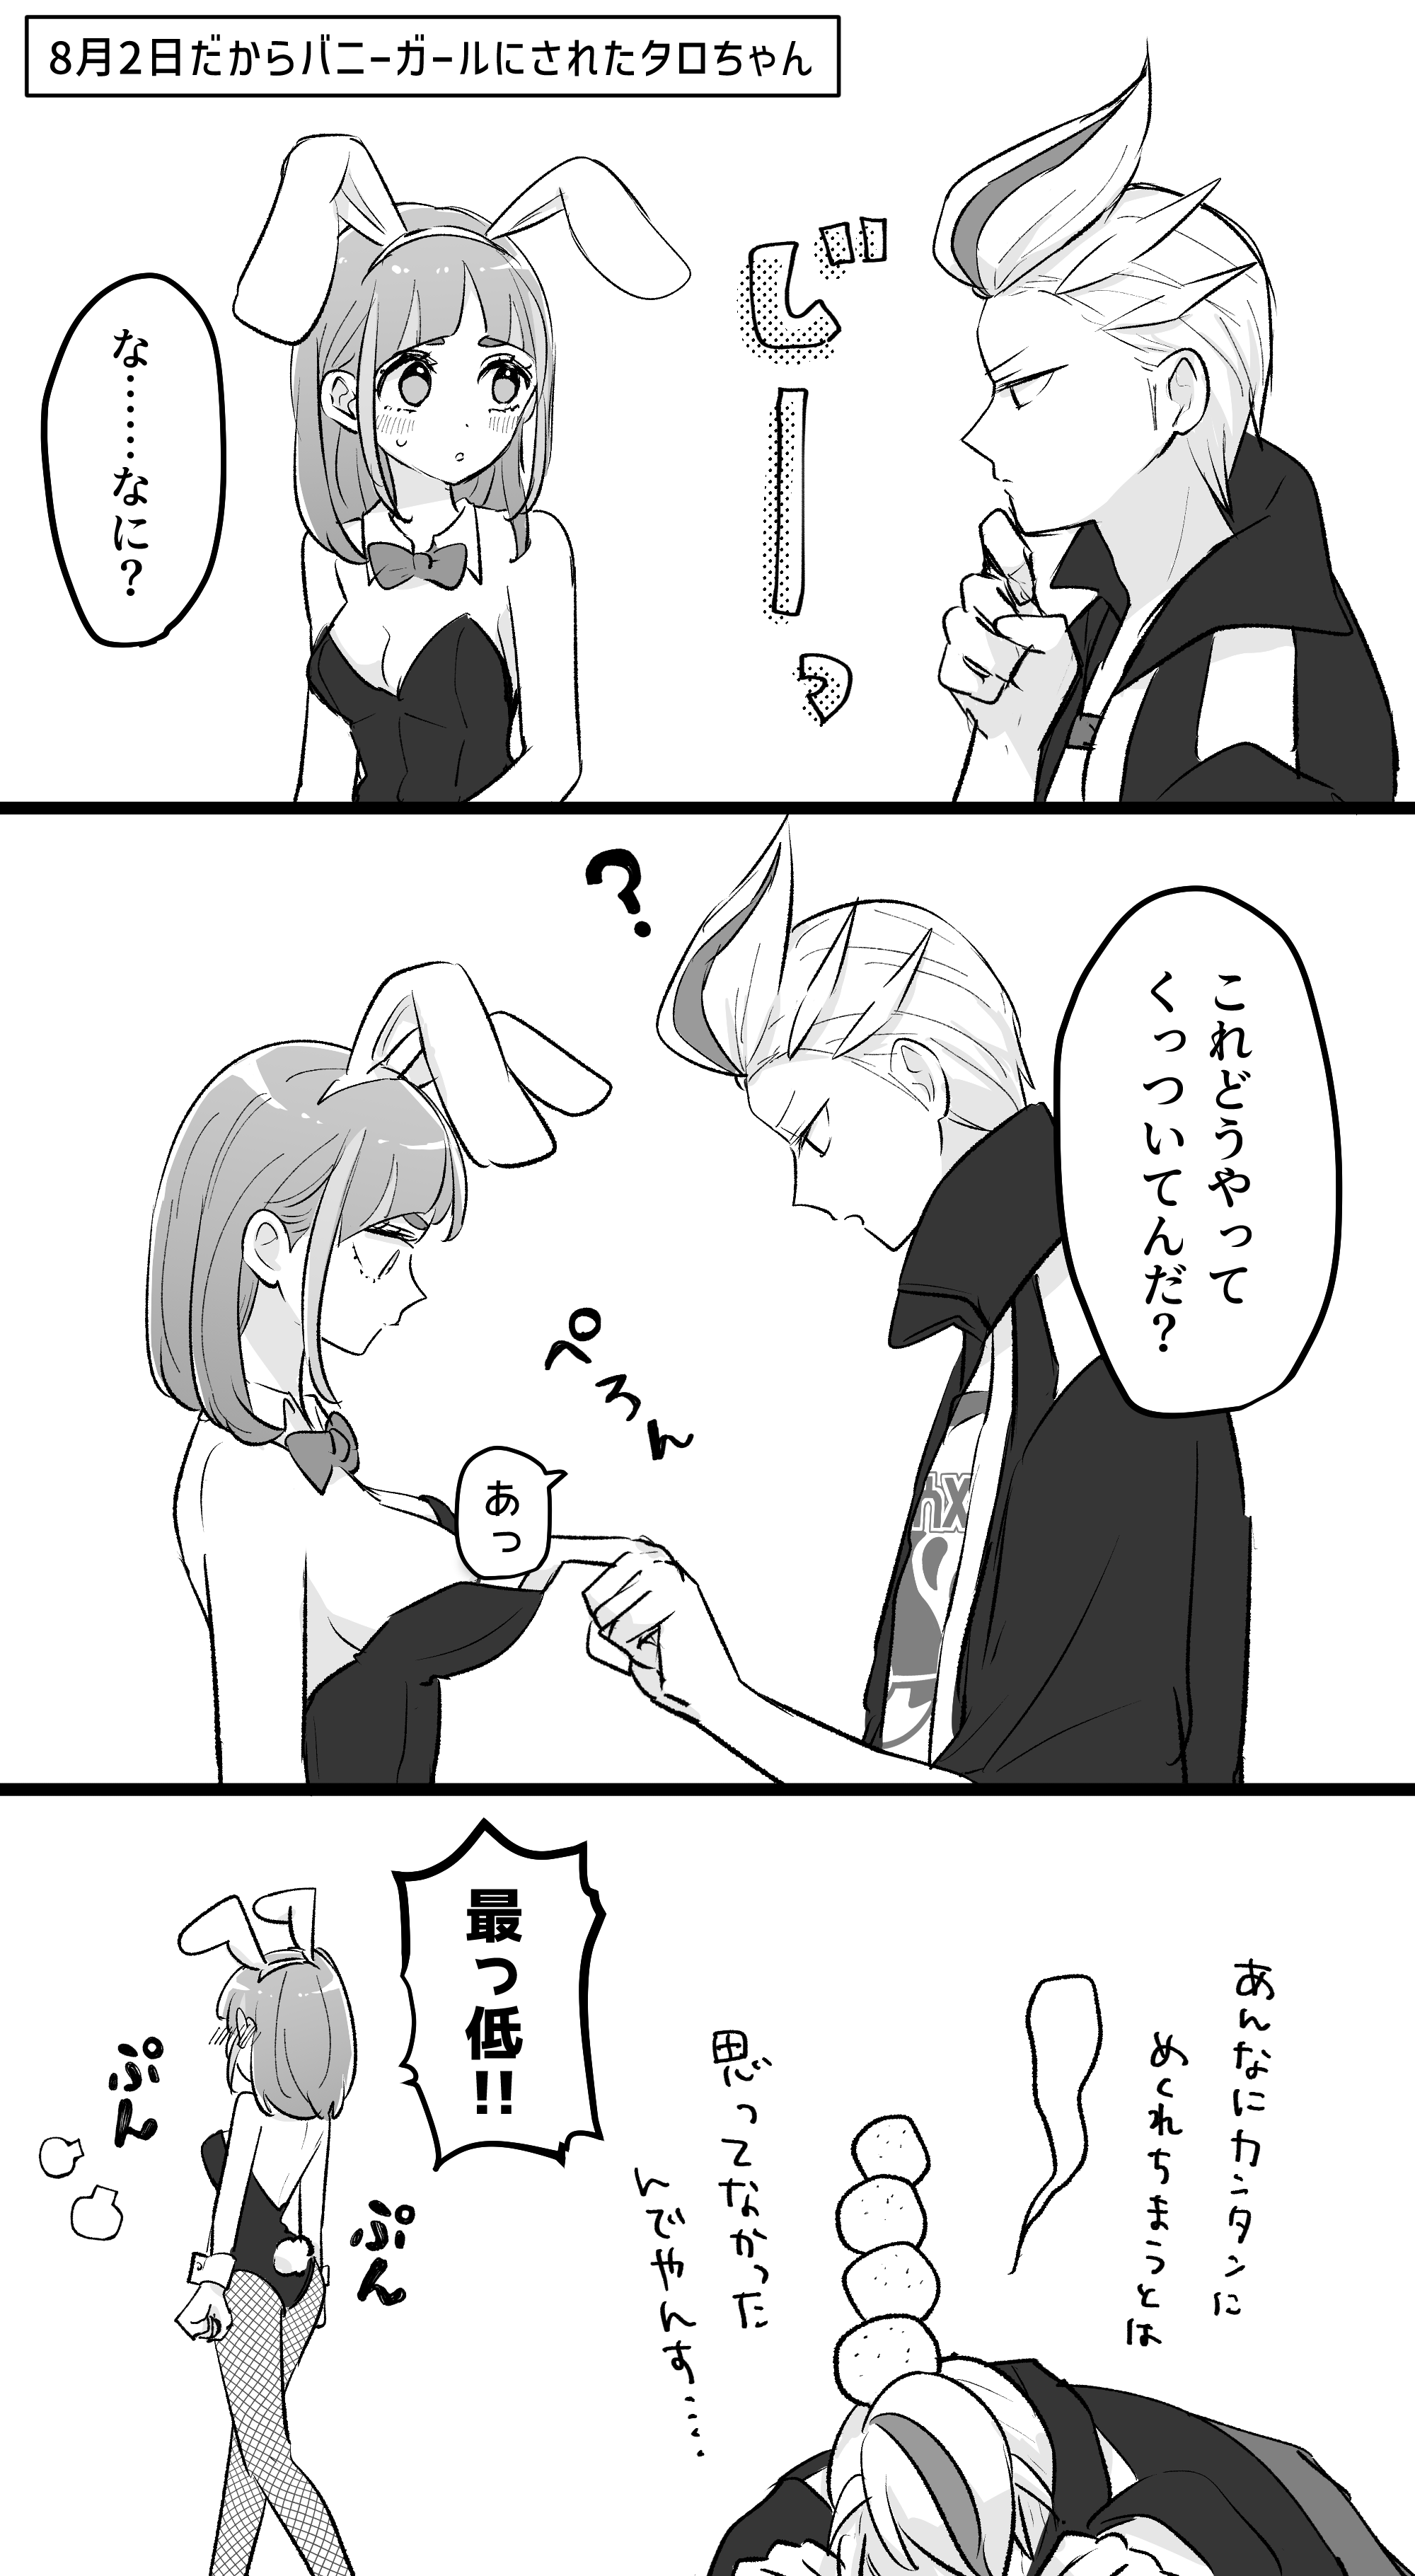 8月2日だからバニーガールにされたタロちゃん
じーっ
な……なに？
これどうやって
くっついてんだ？
？
ぺろん
あっ
あんなにカンタンに
めくれちまうとは
思ってなかった
んでやんす…
最っ低!!
ぷん
ぷん